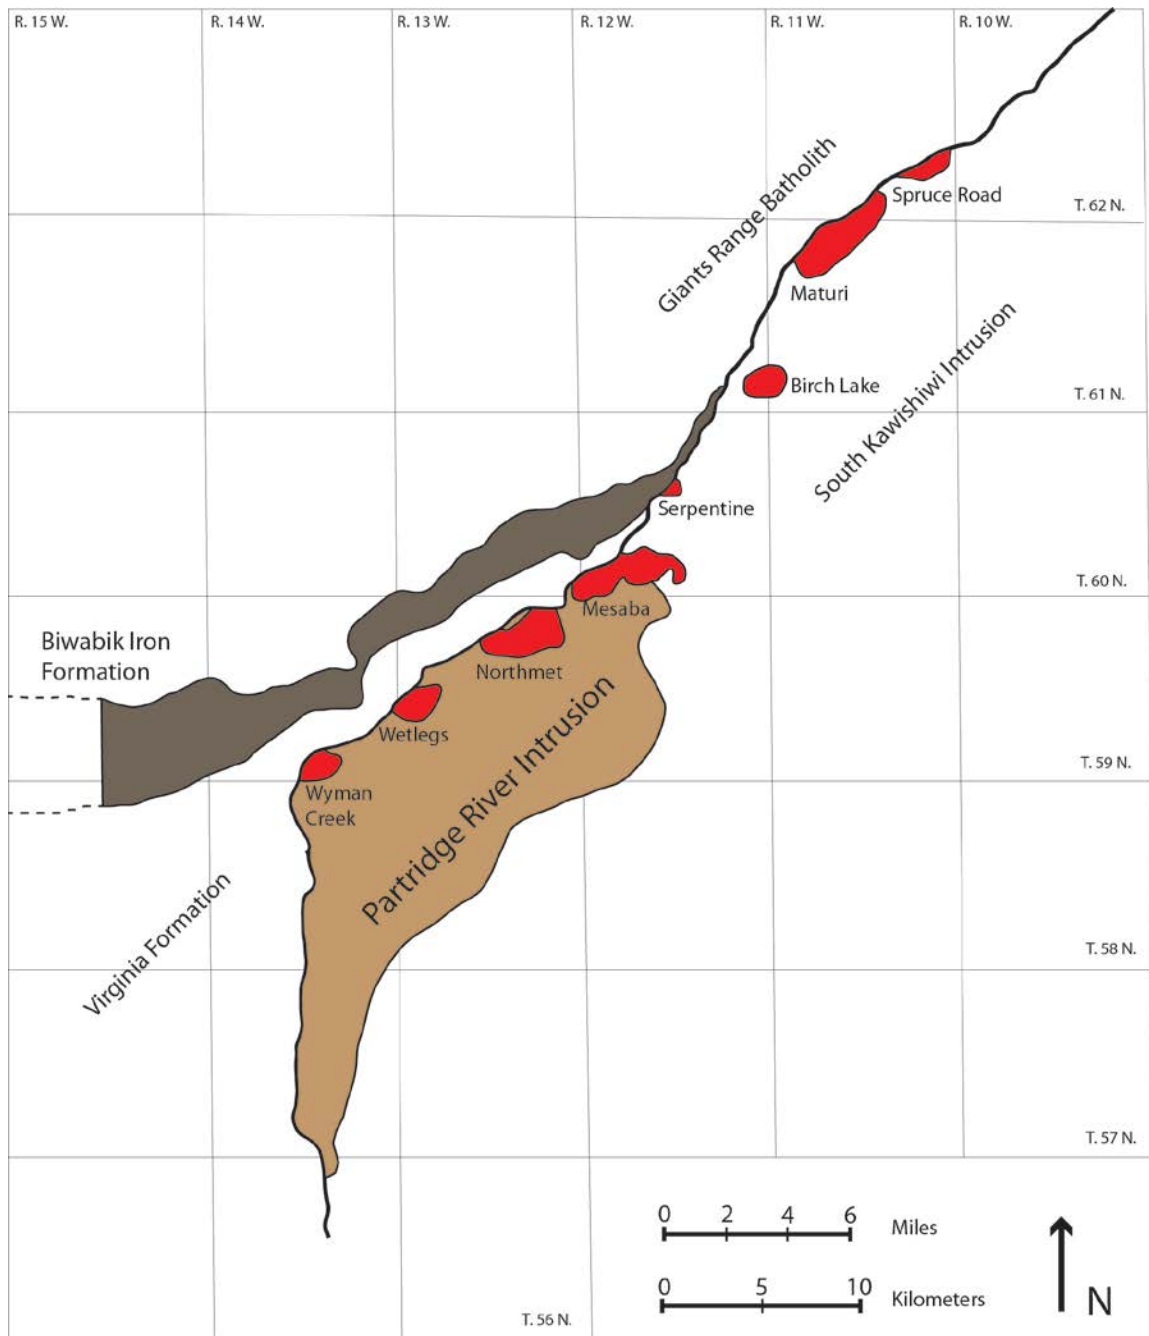 R. 15 W.
R. 14 W.
R. 13 W.
R. 12 W.
R. 11 W.
R. 10 W.
Giants Range Batholith
Spruce Road
T. 62 N.
Maturi
South Kawishiwi Intrusion
Birch Lake
T. 61 N.
Serpentine
T. 60 N.
Mesaba
Biwabik Iron
Formation
Northmet
Wetlegs
T. 59 N.
Wyman
Creek
Partridge River Intrusion
Virginia Formation
T. 58 N.
T. 57 N.
0 2 4 6
Miles
0 5 10
Kilometers
N
T. 56 N.